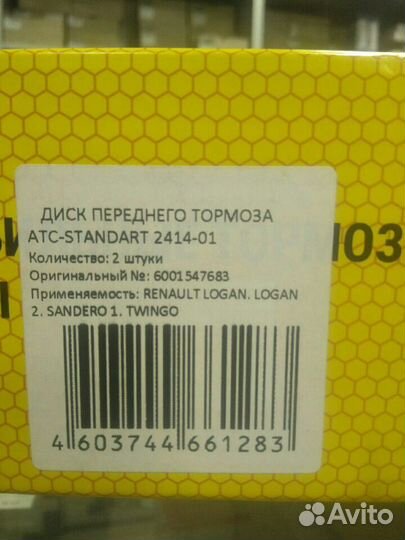 ДИСК ПЕРЕДНЕГО ТОРМОЗА
ATC-STANDART 2414-01
Количество: 2 штуки
Оригинальный №: 6001547683
Применяемость: RENAULT LOGAN. LOGAN
2. SANDERO 1. TWINGO
4 603744 661283
Avito